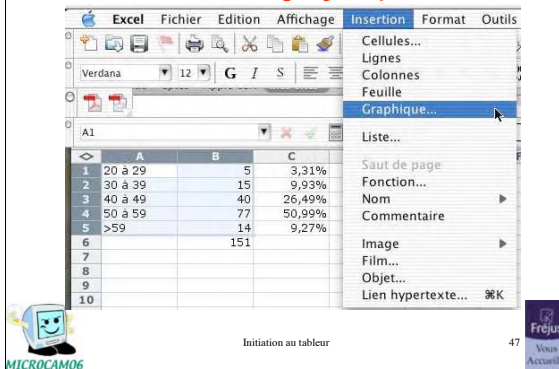 Excel Fichier Edition Affichage Insertion Format Outils
Cellules...
Lignes
Colonnes
Feuille
Graphique...
Liste...
Saut de page
Fonction...
Nom
Commentaire
Image
Film...
Objet...
Lien hypertexte... ⌘K
Verdana 12 G I S
A1
A B C
1 20 à 29 5 3,31%
2 30 à 39 15 9,93%
3 40 à 49 40 26,49%
4 50 à 59 77 50,99%
5 >59 14 9,27%
6 151
7
8
9
10
MICROCAM06
Initiation au tableur
47
Fréjus
Vous